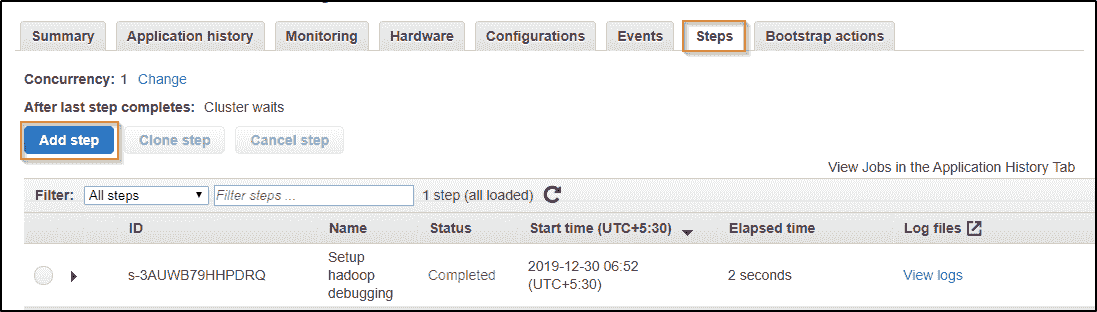 Summary Application history Monitoring Hardware Configurations Events Steps Bootstrap actions
Concurrency: 1 Change
After last step completes: Cluster waits
Add step Clone step Cancel step
View Jobs in the Application History Tab
Filter: All steps Filter steps ... 1 step (all loaded)
ID Name Status Start time (UTC+5:30) Elapsed time Log files
s-3AUWB79HHPDRQ Setup hadoop debugging Completed 2019-12-30 06:52 (UTC+5:30) 2 seconds View logs